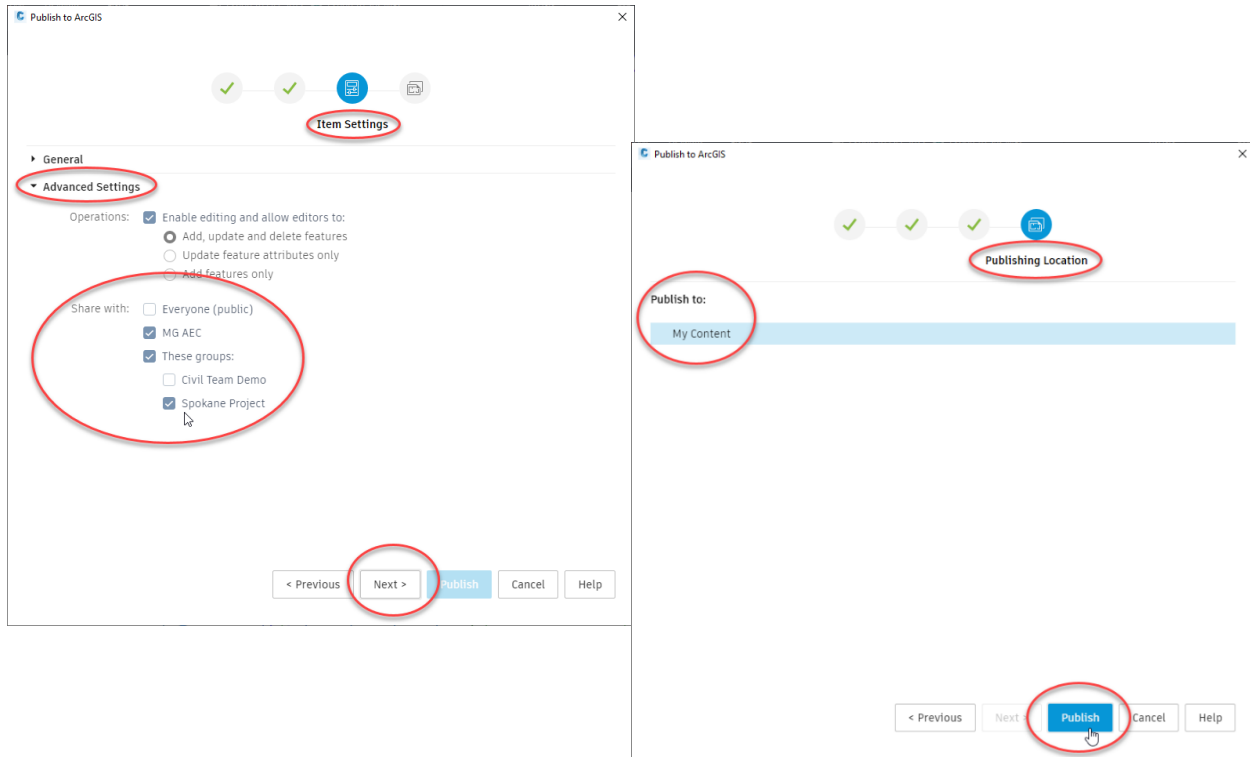 Publish to ArcGIS
Item Settings
General
Advanced Settings
Operations: Enable editing and allow editors to:
Add, update and delete features
Update feature attributes only
Add features only
Share with: Everyone (public)
MG AEC
These groups:
Civil Team Demo
Spokane Project
< Previous Next > Publish Cancel Help
Publish to ArcGIS
Publishing Location
Publish to:
My Content
< Previous Next > Publish Cancel Help